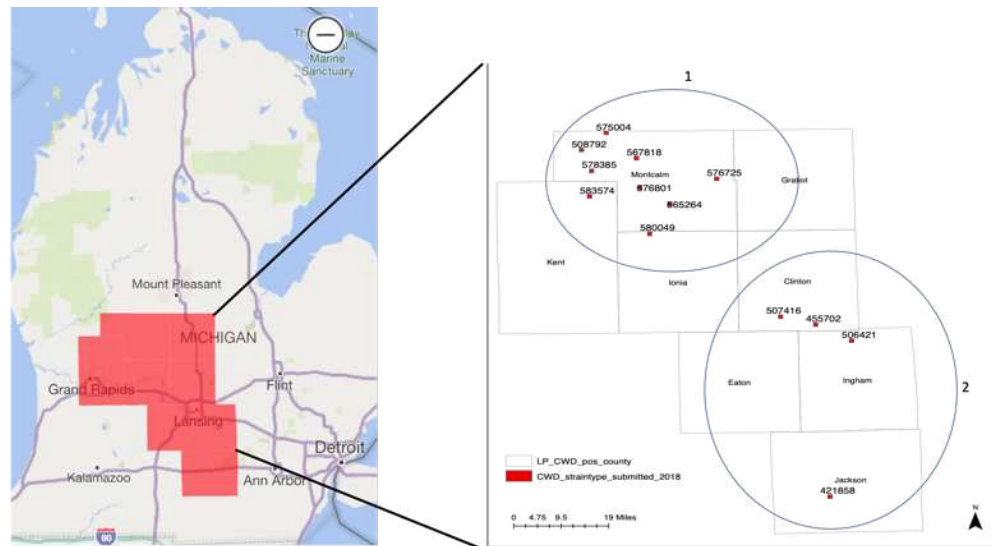 Marine
Sanctuary
Mount Pleasant
MICHIGAN
Grand Rapids
Flint
Lansing
Detroit
Kalamazoo
Ann Arbor
80
1
575004
508792
567818
578385
Montcalm
576725
Gratiot
583574
576801
565264
580049
Kent
Ionia
Clinton
507416
455702
506421
Eaton
Ingham
2
LP_CWD_pos_county
CWD_straintype_submitted_2018
Jackson
421858
0 4.75 9.5 19 Miles
N